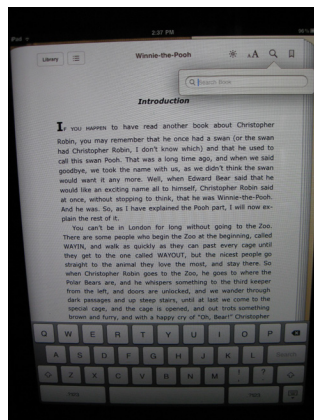 iPad
2:37 PM
96%
Library
Winnie-the-Pooh
AA
Search Book
Introduction
IF YOU HAPPEN to have read another book about Christopher
Robin, you may remember that he once had a swan (or the swan
had Christopher Robin, I don't know which) and that he used to
call this swan Pooh. That was a long time ago, and when we said
goodbye, we took the name with us, as we didn't think the swan
would want it any more. Well, when Edward Bear said that he
would like an exciting name all to himself, Christopher Robin said
at once, without stopping to think, that he was Winnie-the-Pooh.
And he was. So, as I have explained the Pooh part, I will now ex-
plain the rest of it.
You can't be in London for long without going to the Zoo.
There are some people who begin the Zoo at the beginning, called
WAYIN, and walk as quickly as they can past every cage until
they get to the one called WAYOUT, but the nicest people go
straight to the animal they love the most, and stay there. So
when Christopher Robin goes to the Zoo, he goes to where the
Polar Bears are, and he whispers something to the third keeper
from the left, and doors are unlocked, and we wander through
dark passages and up steep stairs, until at last we come to the
special cage, and the cage is opened, and out trots something
brown and furry, and with a happy cry of "Oh, Bear!" Christopher
Q W E R T Y U I O P
A S D F G H J K L Search
Z X C V B N M ! ?
.?123 .?123